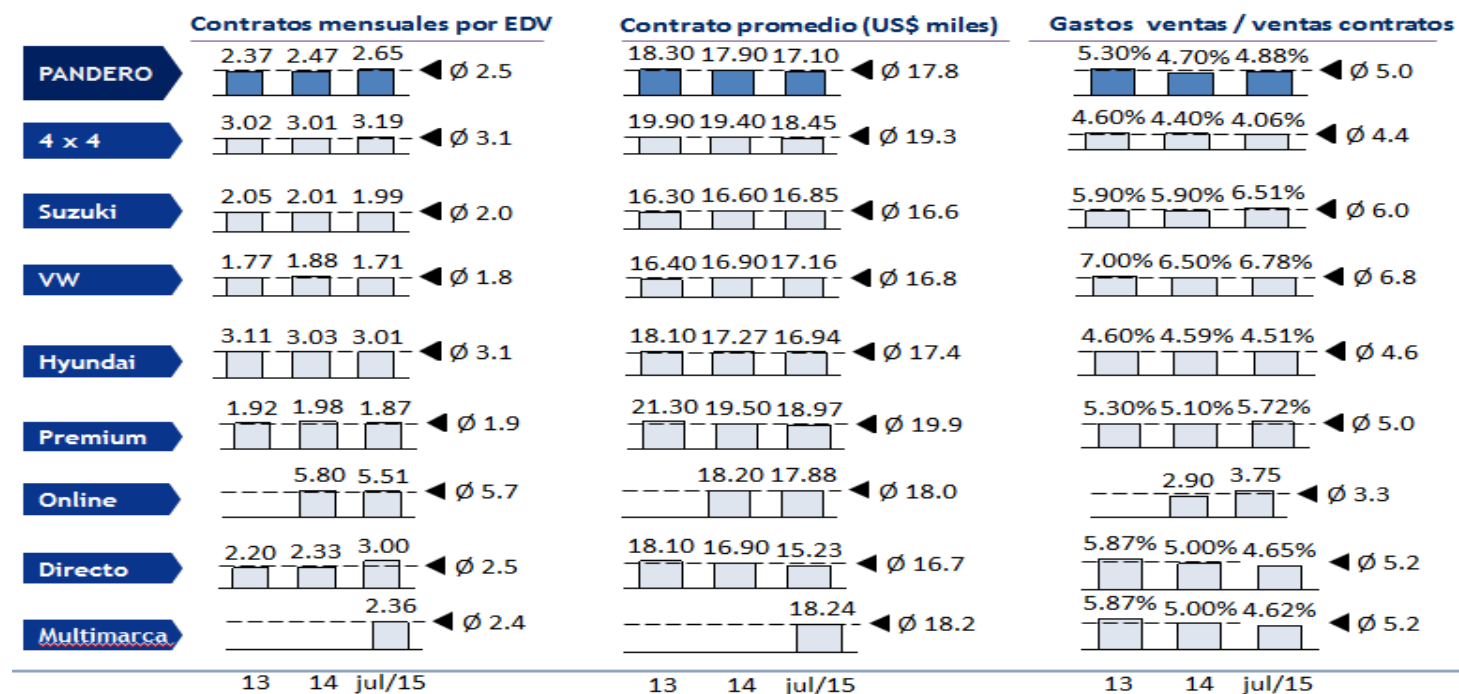 Contratos mensuales por EDV Contrato promedio (US$ miles) Gastos ventas / ventas contratos
PANDERO 2.37 2.47 2.65 Ø 2.5 18.30 17.90 17.10 Ø 17.8 5.30% 4.70% 4.88% Ø 5.0
4 x 4 3.02 3.01 3.19 Ø 3.1 19.90 19.40 18.45 Ø 19.3 4.60% 4.40% 4.06% Ø 4.4
Suzuki 2.05 2.01 1.99 Ø 2.0 16.30 16.60 16.85 Ø 16.6 5.90% 5.90% 6.51% Ø 6.0
VW 1.77 1.88 1.71 Ø 1.8 16.40 16.90 17.16 Ø 16.8 7.00% 6.50% 6.78% Ø 6.8
Hyundai 3.11 3.03 3.01 Ø 3.1 18.10 17.27 16.94 Ø 17.4 4.60% 4.59% 4.51% Ø 4.6
Premium 1.92 1.98 1.87 Ø 1.9 21.30 19.50 18.97 Ø 19.9 5.30% 5.10% 5.72% Ø 5.0
Online 5.80 5.51 Ø 5.7 18.20 17.88 Ø 18.0 2.90 3.75 Ø 3.3
Directo 2.20 2.33 3.00 Ø 2.5 18.10 16.90 15.23 Ø 16.7 5.87% 5.00% 4.65% Ø 5.2
Multimarca 2.36 Ø 2.4 18.24 Ø 18.2 5.87% 5.00% 4.62% Ø 5.2
13 14 jul/15 13 14 jul/15 13 14 jul/15